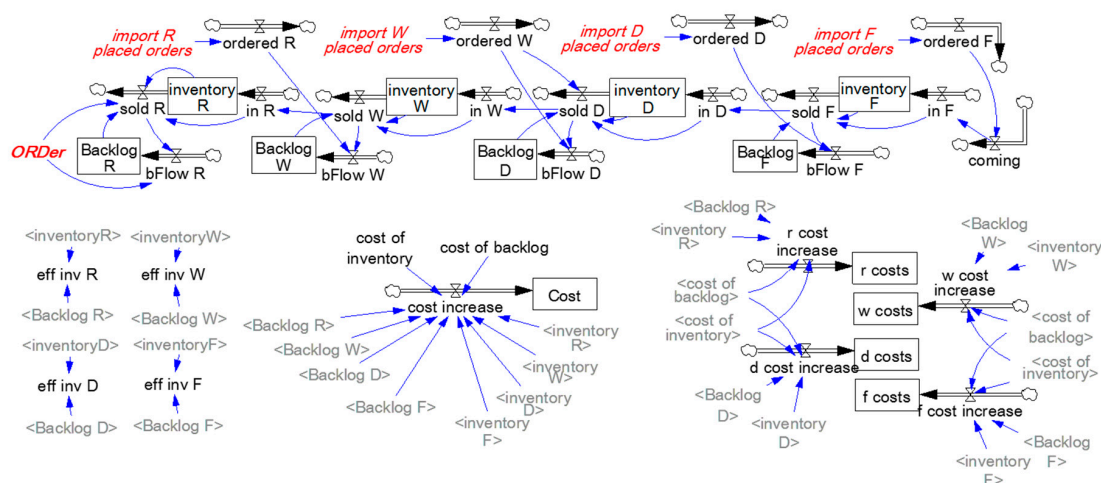 import R
placed orders
ordered R
import W
placed orders
ordered W
import D
placed orders
ordered D
import F
placed orders
ordered F
inventory
R
sold R
in R
inventory
W
sold W
in W
inventory
D
sold D
in D
inventory
F
sold F
in F
ORDer
Backlog
R
bFlow R
Backlog
W
bFlow W
Backlog
D
bFlow D
Backlog
F
bFlow F
coming
<inventoryR>
eff inv R
<Backlog R>
<inventoryW>
eff inv W
<Backlog W>
<inventoryD>
eff inv D
<Backlog D>
<inventoryF>
eff inv F
<Backlog F>
cost of
inventory
cost of backlog
Cost
cost increase
<Backlog R>
<Backlog W>
<Backlog D>
<Backlog F>
<inventory
R>
<inventory
W>
<inventory
D>
<inventory
F>
<Backlog R>
<inventory
R>
r cost
increase
r costs
<cost of
backlog>
<cost of
inventory>
d costs
d cost increase
<Backlog
D>
<inventory
D>
<Backlog
W>
<inventory
W>
w cost
increase
w costs
<cost of
backlog>
<cost of
inventory>
f costs
f cost increase
<inventory
F>
<Backlog
F>